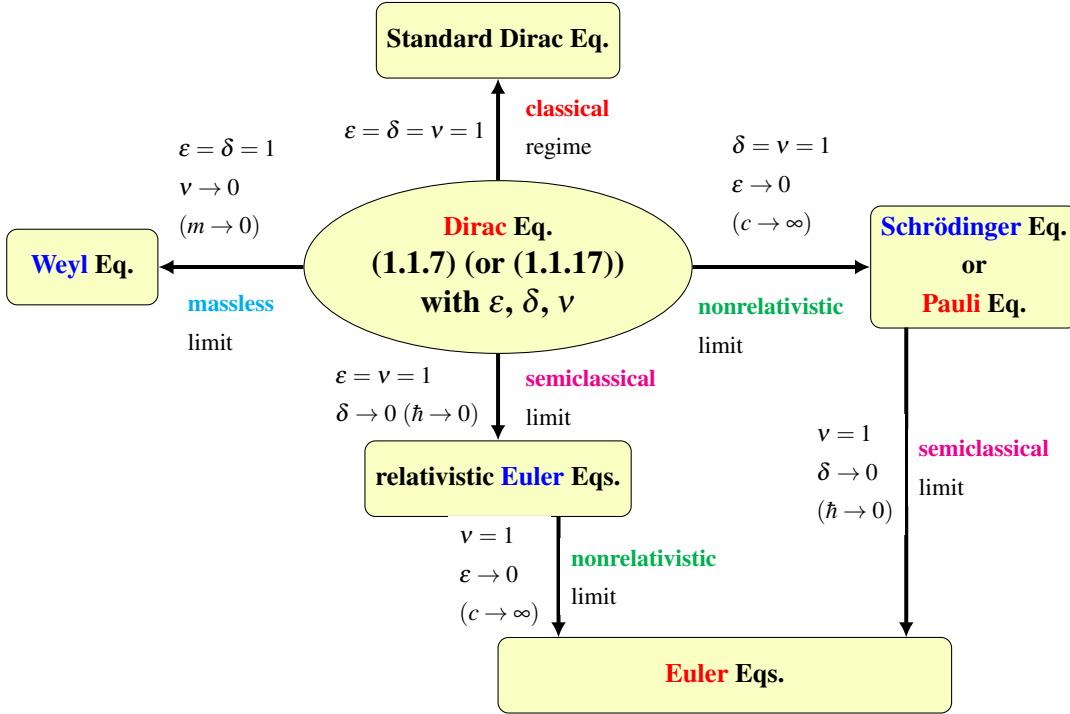 Standard Dirac Eq.
ε = δ = ν = 1
classical
regime
ε = δ = 1
ν → 0
(m → 0)
δ = ν = 1
ε → 0
(c → ∞)
Weyl Eq.
massless
limit
Dirac Eq.
(1.1.7) (or (1.1.17))
with ε, δ, ν
nonrelativistic
limit
Schrödinger Eq.
or
Pauli Eq.
ε = ν = 1
δ → 0 (ħ → 0)
semiclassical
limit
relativistic Euler Eqs.
ν = 1
δ → 0
(ħ → 0)
semiclassical
limit
ν = 1
ε → 0
(c → ∞)
nonrelativistic
limit
Euler Eqs.